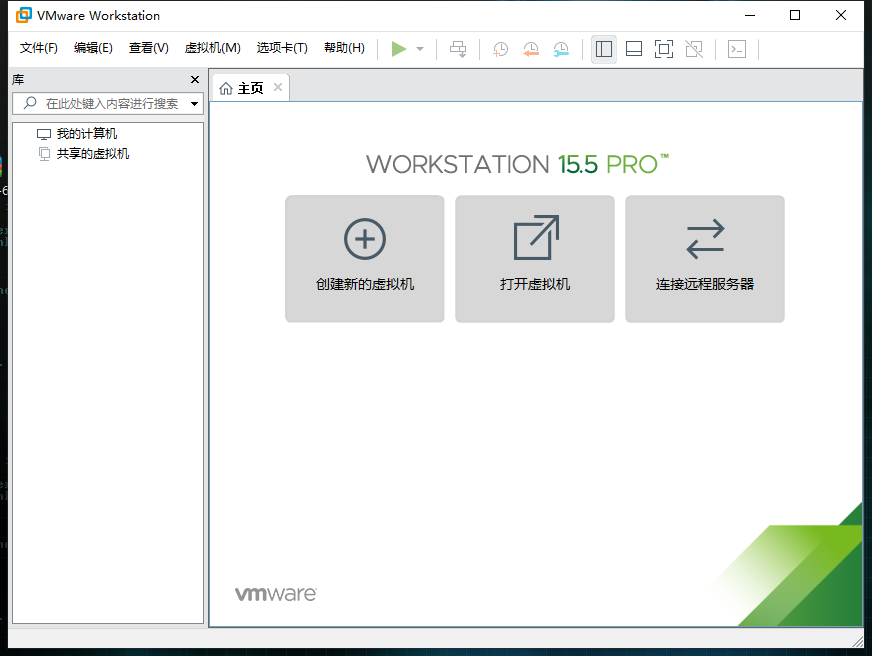 VMware Workstation
文件(F) 编辑(E) 查看(V) 虚拟机(M) 选项卡(T) 帮助(H)
库
在此处键入内容进行搜索
我的计算机
共享的虚拟机
主页
WORKSTATION 15.5 PRO™
创建新的虚拟机
打开虚拟机
连接远程服务器
vmware